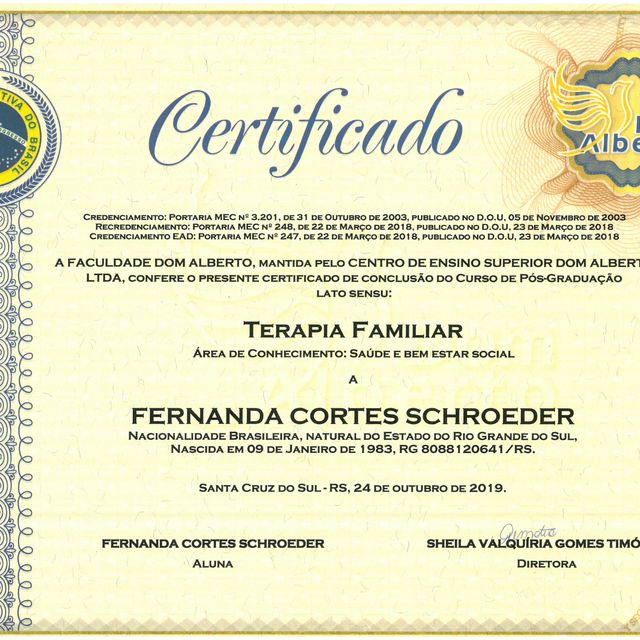 TIVA DO BRASIL
Certificado
Credenciamento: Portaria MEC nº 3.201, de 31 de Outubro de 2003, publicado no D.O.U, 05 de Novembro de 2003
Recredenciamento: Portaria MEC nº 248, de 22 de Março de 2018, publicado no D.O.U, 23 de Março de 2018
Credenciamento EAD: Portaria MEC nº 247, de 22 de Março de 2018, publicado no D.O.U, 23 de Março de 2018
A FACULDADE DOM ALBERTO, mantida pelo CENTRO DE ENSINO SUPERIOR DOM ALBERT
LTDA, confere o presente certificado de conclusão do Curso de Pós-Graduação
lato sensu:
Terapia Familiar
Área de Conhecimento: Saúde e bem estar social
a
FERNANDA CORTES SCHROEDER
Nacionalidade Brasileira, natural do Estado do Rio Grande do Sul,
Nascida em 09 de Janeiro de 1983, RG 8088120641/RS.
Santa Cruz do Sul - RS, 24 de outubro de 2019.
FERNANDA CORTES SCHROEDER
Aluna
SHEILA VALQUÍRIA GOMES TIMÓ
Diretora